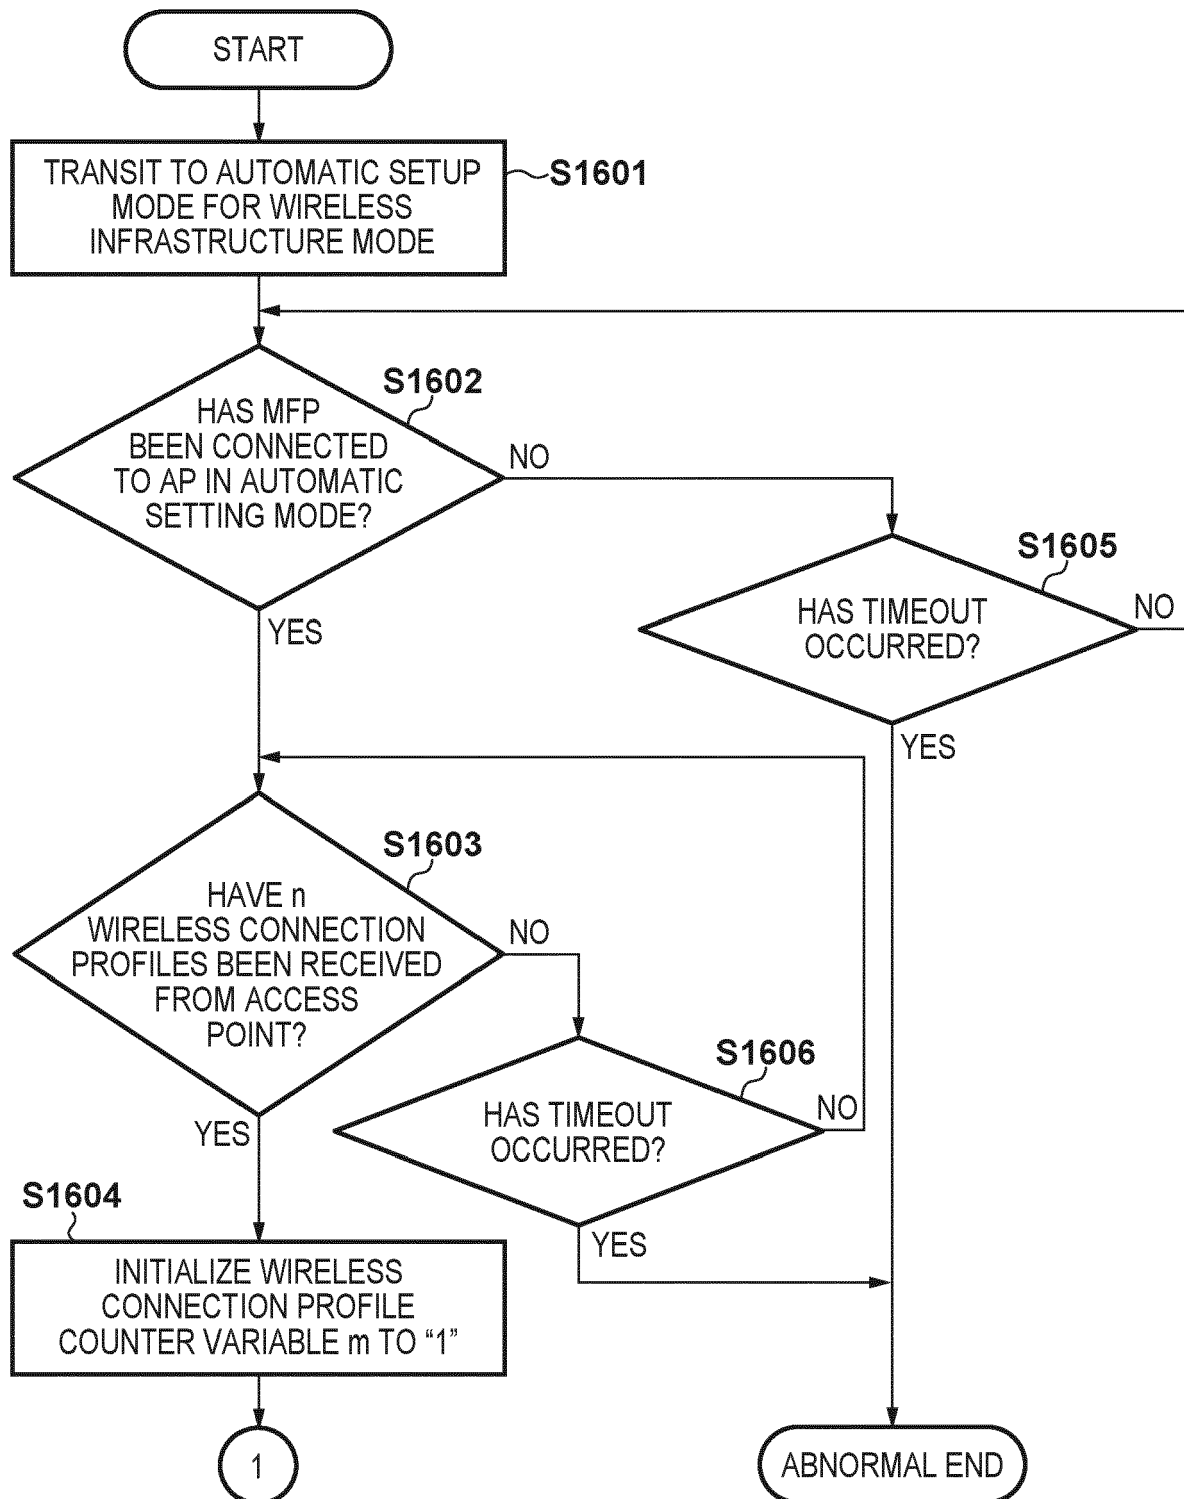 START
TRANSIT TO AUTOMATIC SETUP
MODE FOR WIRELESS
INFRASTRUCTURE MODE
S1601
S1602
HAS MFP
BEEN CONNECTED
TO AP IN AUTOMATIC
SETTING MODE?
NO
YES
S1605
HAS TIMEOUT
OCCURRED?
NO
YES
S1603
HAVE n
WIRELESS CONNECTION
PROFILES BEEN RECEIVED
FROM ACCESS
POINT?
NO
YES
S1606
HAS TIMEOUT
OCCURRED?
NO
YES
S1604
INITIALIZE WIRELESS
CONNECTION PROFILE
COUNTER VARIABLE m TO “1”
1
ABNORMAL END